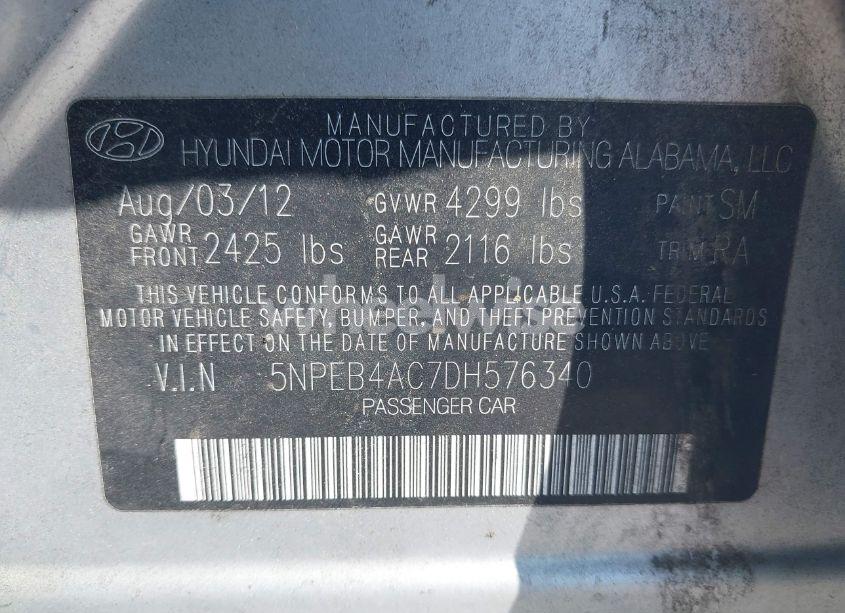 MANUFACTURED BY
HYUNDAI MOTOR MANUFACTURING ALABAMA, LLC
Aug/03/12 GVWR 4299 lbs PAINT SM
GAWR FRONT 2425 lbs GAWR REAR 2116 lbs TRIM RA
THIS VEHICLE CONFORMS TO ALL APPLICABLE U.S.A. FEDERAL
MOTOR VEHICLE SAFETY, BUMPER, AND THEFT PREVENTION STANDARDS
IN EFFECT ON THE DATE OF MANUFACTURE SHOWN ABOVE.
V.I.N 5NPEB4AC7DH576340
PASSENGER CAR